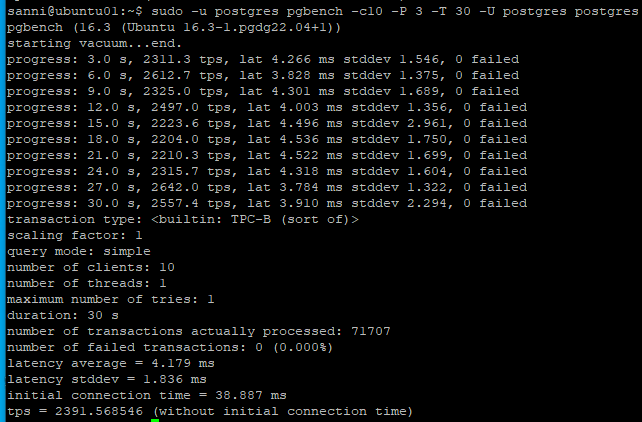 sanni@ubuntu01:~$ sudo -u postgres pgbench -c10 -P 3 -T 30 -U postgres postgres
pgbench (16.3 (Ubuntu 16.3-1.pgdg22.04+1))
starting vacuum...end.
progress: 3.0 s, 2311.3 tps, lat 4.266 ms stddev 1.546, 0 failed
progress: 6.0 s, 2612.7 tps, lat 3.828 ms stddev 1.375, 0 failed
progress: 9.0 s, 2325.0 tps, lat 4.301 ms stddev 1.689, 0 failed
progress: 12.0 s, 2497.0 tps, lat 4.003 ms stddev 1.356, 0 failed
progress: 15.0 s, 2223.6 tps, lat 4.496 ms stddev 2.961, 0 failed
progress: 18.0 s, 2204.0 tps, lat 4.536 ms stddev 1.750, 0 failed
progress: 21.0 s, 2210.3 tps, lat 4.522 ms stddev 1.699, 0 failed
progress: 24.0 s, 2315.7 tps, lat 4.318 ms stddev 1.604, 0 failed
progress: 27.0 s, 2642.0 tps, lat 3.784 ms stddev 1.322, 0 failed
progress: 30.0 s, 2557.4 tps, lat 3.910 ms stddev 2.294, 0 failed
transaction type: <builtin: TPC-B (sort of)>
scaling factor: 1
query mode: simple
number of clients: 10
number of threads: 1
maximum number of tries: 1
duration: 30 s
number of transactions actually processed: 71707
number of failed transactions: 0 (0.000%)
latency average = 4.179 ms
latency stddev = 1.836 ms
initial connection time = 38.887 ms
tps = 2391.568546 (without initial connection time)